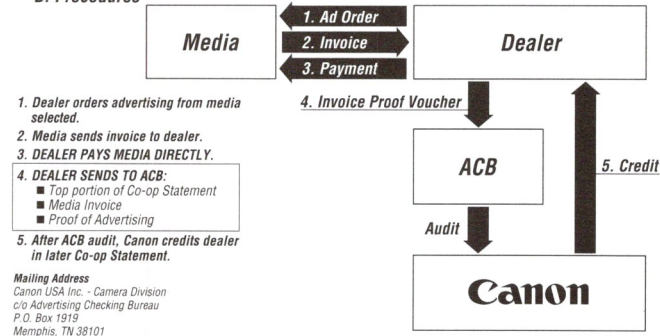 D. Procedures
Media
1. Ad Order
2. Invoice
3. Payment
Dealer
1. Dealer orders advertising from media
selected.
2. Media sends invoice to dealer.
3. DEALER PAYS MEDIA DIRECTLY.
4. DEALER SENDS TO ACB:
■ Top portion of Co-op Statement
■ Media Invoice
■ Proof of Advertising
5. After ACB audit, Canon credits dealer
in later Co-op Statement.
Mailing Address
Canon USA Inc. - Camera Division
c/o Advertising Checking Bureau
P.O. Box 1919
Memphis, TN 38101
4. Invoice Proof Voucher
ACB
5. Credit
Audit
Canon